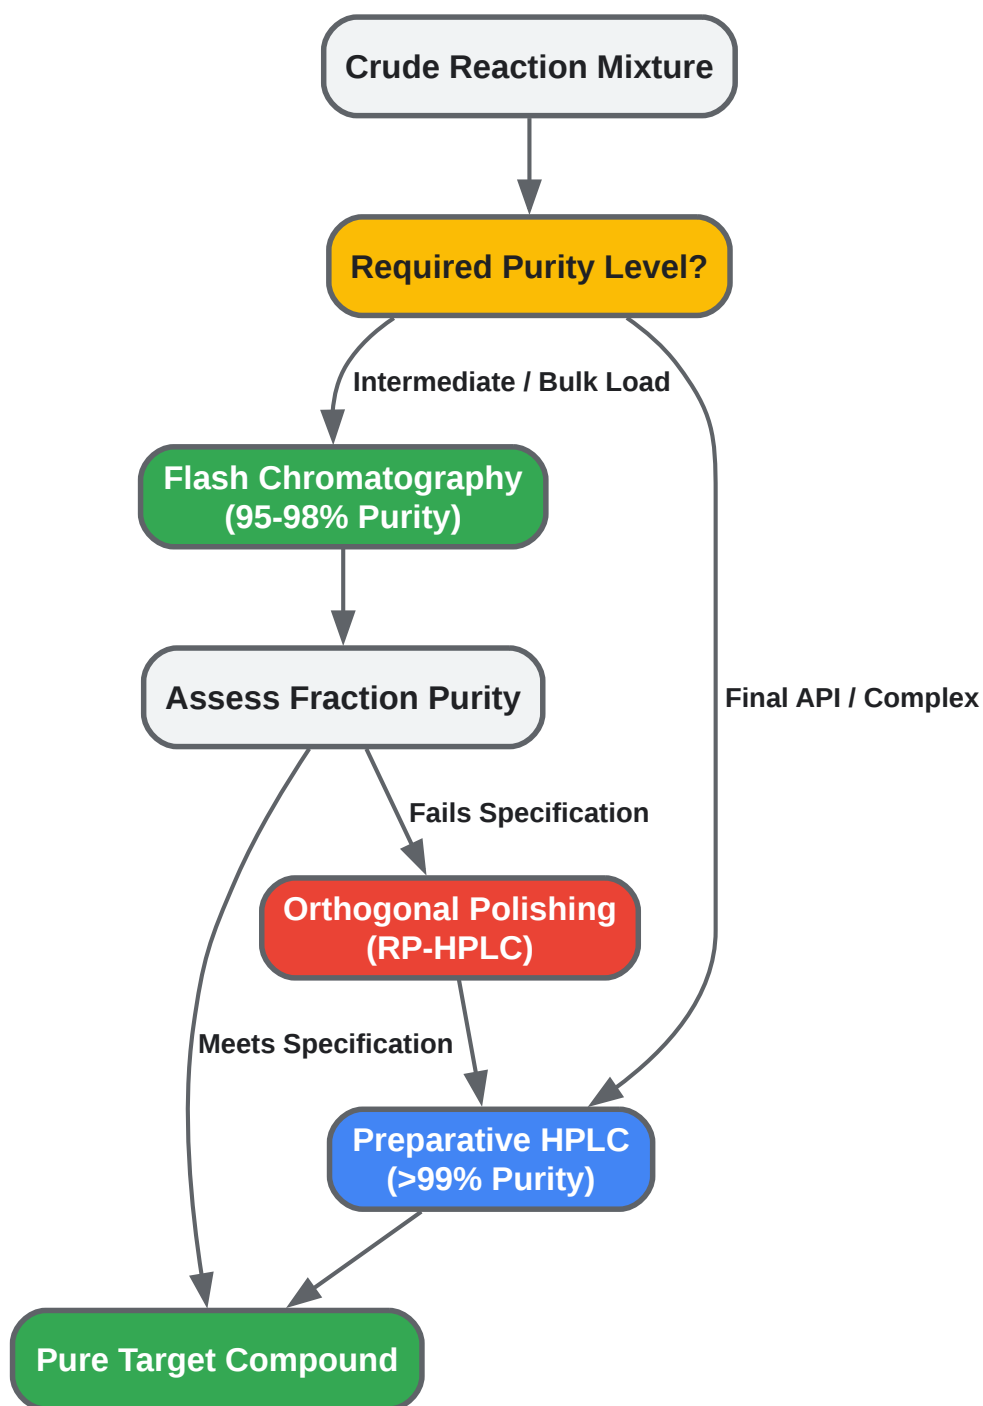 Crude Reaction Mixture
Required Purity Level?
Intermediate / Bulk Load
Flash Chromatography
(95-98% Purity)
Assess Fraction Purity
Final API / Complex
Fails Specification
Orthogonal Polishing
(RP-HPLC)
Meets Specification
Preparative HPLC
(>99% Purity)
Pure Target Compound